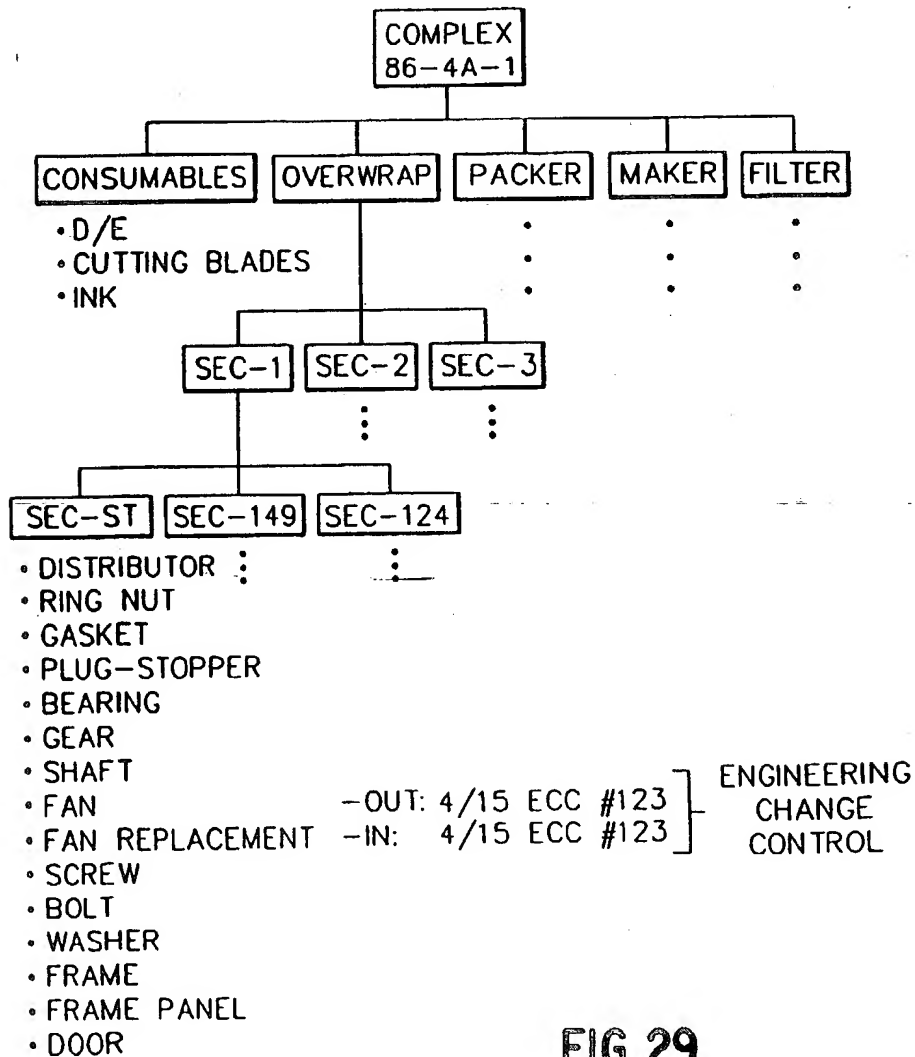 COMPLEX
86-4A-1
CONSUMABLES OVERWRAP PACKER MAKER FILTER
• D/E
• CUTTING BLADES
• INK
SEC-1 SEC-2 SEC-3
SEC-ST SEC-149 SEC-124
• DISTRIBUTOR
• RING NUT
• GASKET
• PLUG-STOPPER
• BEARING
• GEAR
• SHAFT
• FAN -OUT: 4/15 ECC #123
• FAN REPLACEMENT -IN: 4/15 ECC #123
ENGINEERING
CHANGE
CONTROL
• SCREW
• BOLT
• WASHER
• FRAME
• FRAME PANEL
• DOOR
FIG. 29